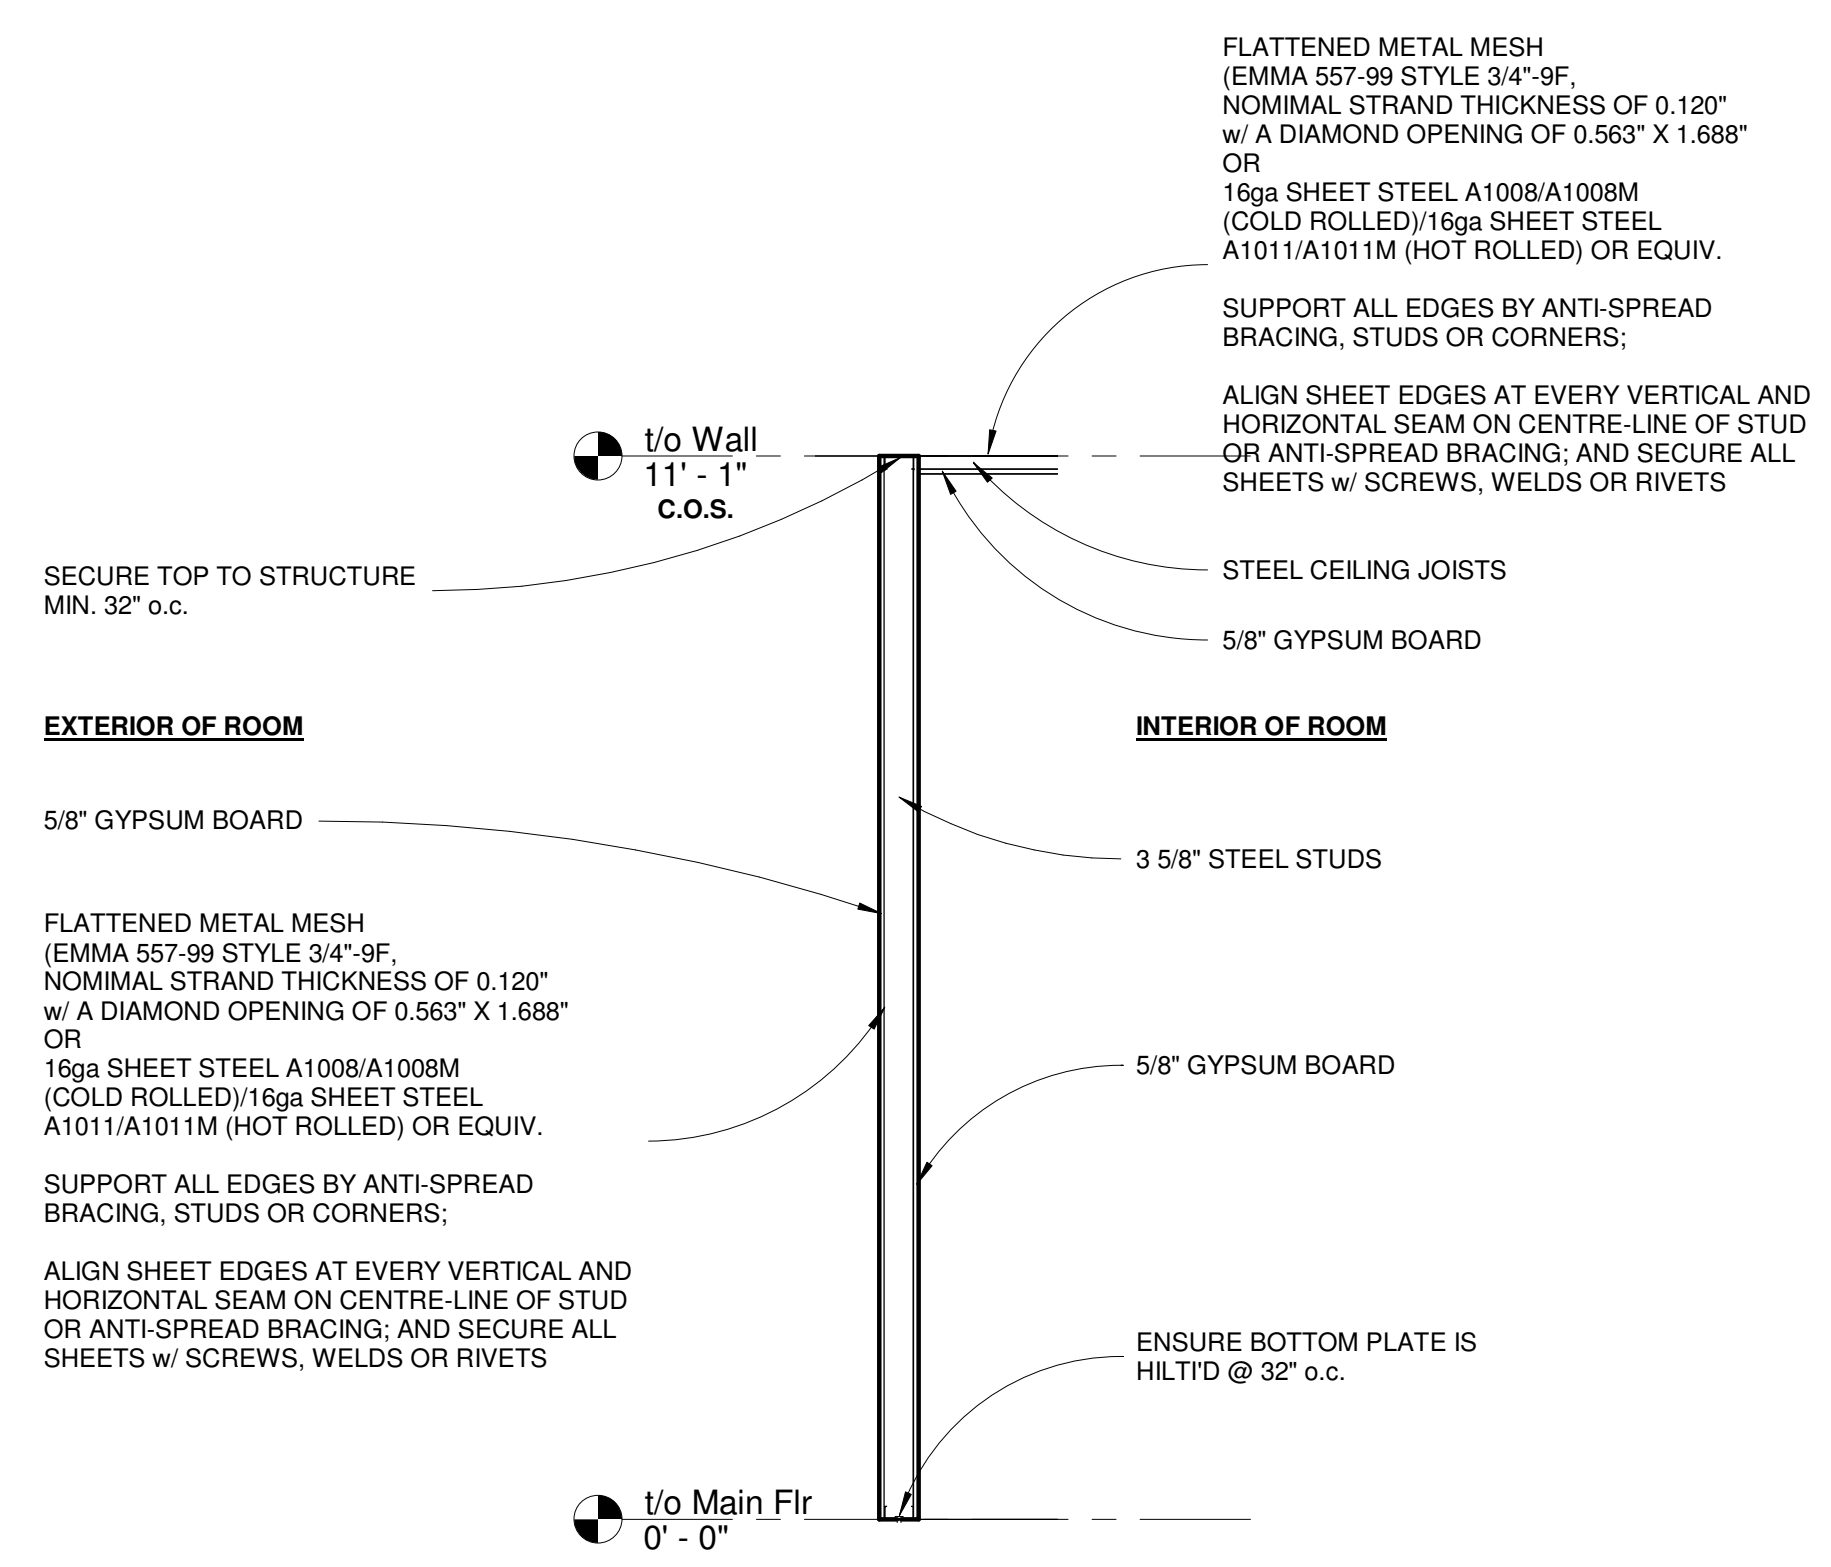 FLATTENED METAL MESH
(EMMA 557-99 STYLE 3/4"-9F,
NOMIMAL STRAND THICKNESS OF 0.120"
w/ A DIAMOND OPENING OF 0.563" X 1.688"
OR
16ga SHEET STEEL A1008/A1008M
(COLD ROLLED)/16ga SHEET STEEL
A1011/A1011M (HOT ROLLED) OR EQUIV.
SUPPORT ALL EDGES BY ANTI-SPREAD
BRACING, STUDS OR CORNERS;
ALIGN SHEET EDGES AT EVERY VERTICAL AND
HORIZONTAL SEAM ON CENTRE-LINE OF STUD
OR ANTI-SPREAD BRACING; AND SECURE ALL
SHEETS w/ SCREWS, WELDS OR RIVETS
t/o Wall
11' - 1"
C.O.S.
STEEL CEILING JOISTS
SECURE TOP TO STRUCTURE
MIN. 32" o.c.
5/8" GYPSUM BOARD
EXTERIOR OF ROOM
INTERIOR OF ROOM
5/8" GYPSUM BOARD
3 5/8" STEEL STUDS
FLATTENED METAL MESH
(EMMA 557-99 STYLE 3/4"-9F,
NOMIMAL STRAND THICKNESS OF 0.120"
w/ A DIAMOND OPENING OF 0.563" X 1.688"
OR
16ga SHEET STEEL A1008/A1008M
(COLD ROLLED)/16ga SHEET STEEL
A1011/A1011M (HOT ROLLED) OR EQUIV.
SUPPORT ALL EDGES BY ANTI-SPREAD
BRACING, STUDS OR CORNERS;
ALIGN SHEET EDGES AT EVERY VERTICAL AND
HORIZONTAL SEAM ON CENTRE-LINE OF STUD
OR ANTI-SPREAD BRACING; AND SECURE ALL
SHEETS w/ SCREWS, WELDS OR RIVETS
5/8" GYPSUM BOARD
ENSURE BOTTOM PLATE IS
HILTI'D @ 32" o.c.
t/o Main Flr
0' - 0"